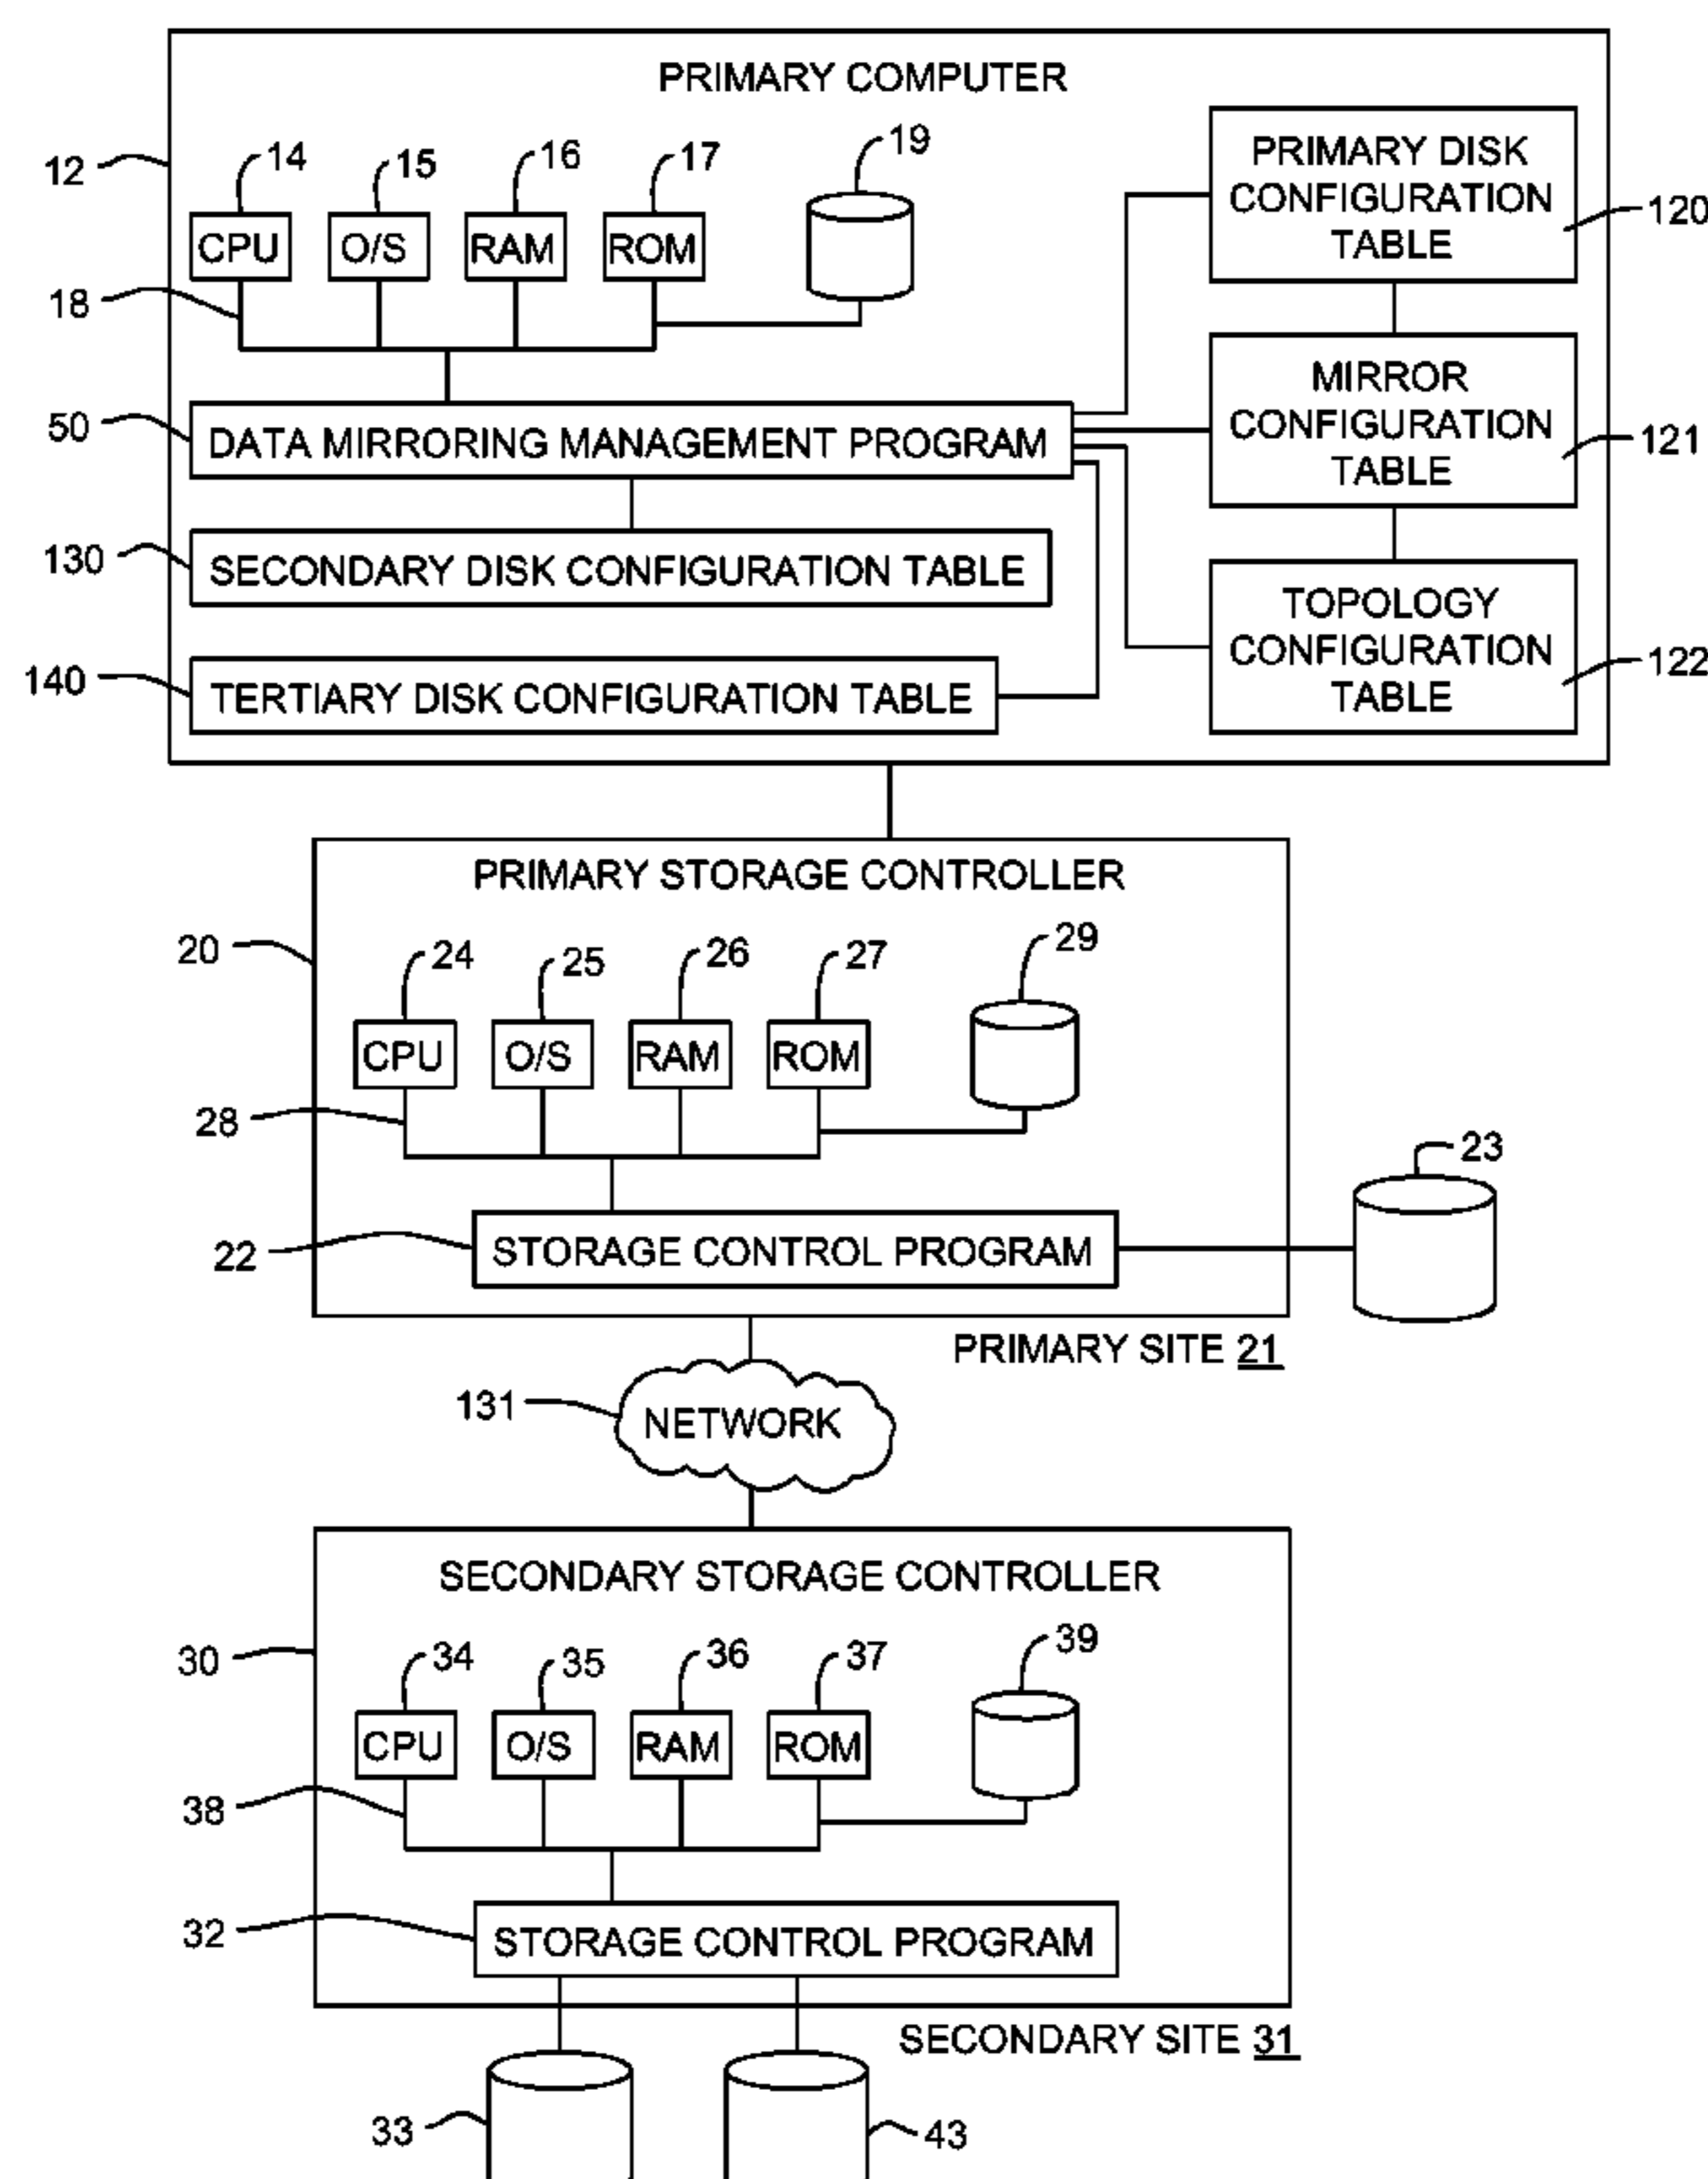 PRIMARY COMPUTER
12
14
15
16
17
19
CPU
O/S
RAM
ROM
18
PRIMARY DISK
CONFIGURATION
TABLE
120
50
DATA MIRRORING MANAGEMENT PROGRAM
MIRROR
CONFIGURATION
TABLE
121
130
SECONDARY DISK CONFIGURATION TABLE
140
TERTIARY DISK CONFIGURATION TABLE
TOPOLOGY
CONFIGURATION
TABLE
122
PRIMARY STORAGE CONTROLLER
20
24
25
26
27
29
CPU
O/S
RAM
ROM
28
23
22
STORAGE CONTROL PROGRAM
PRIMARY SITE 21
131
NETWORK
SECONDARY STORAGE CONTROLLER
30
34
35
36
37
39
CPU
O/S
RAM
ROM
38
32
STORAGE CONTROL PROGRAM
SECONDARY SITE 31
33
43